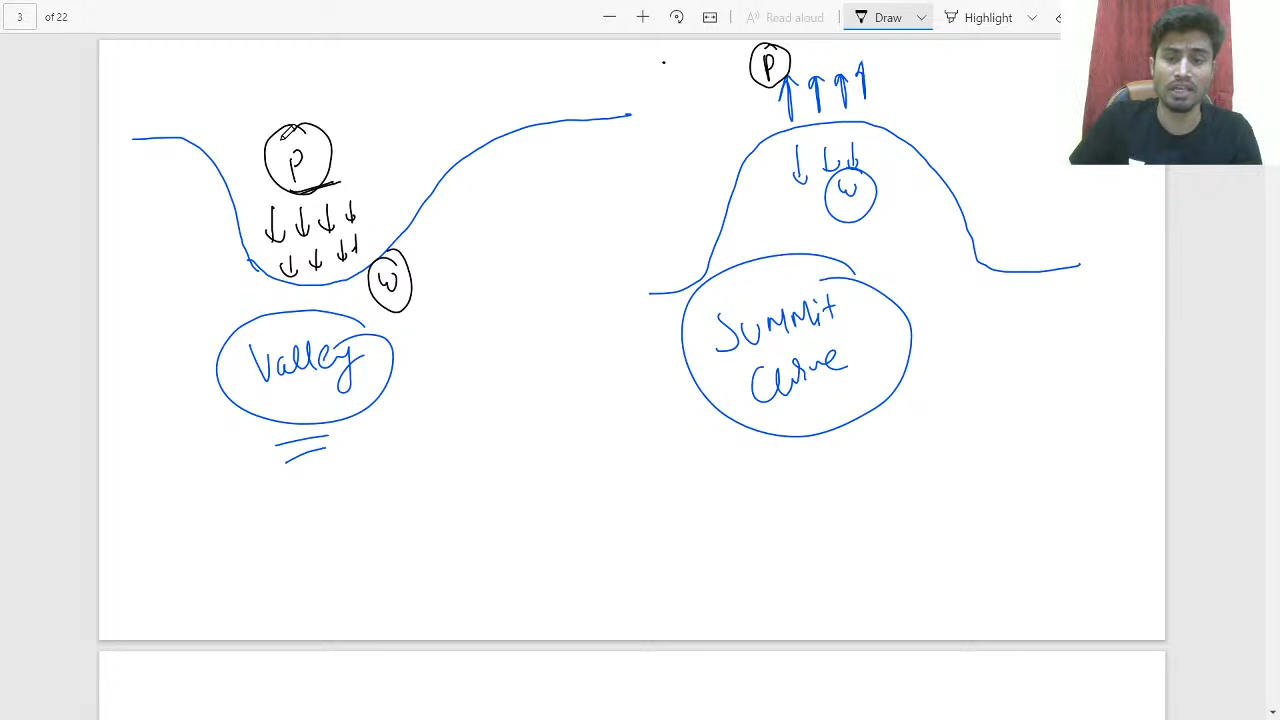 3 of 22
Read aloud
Draw
Highlight
P
W
Valley
P
W
Summit
Curve